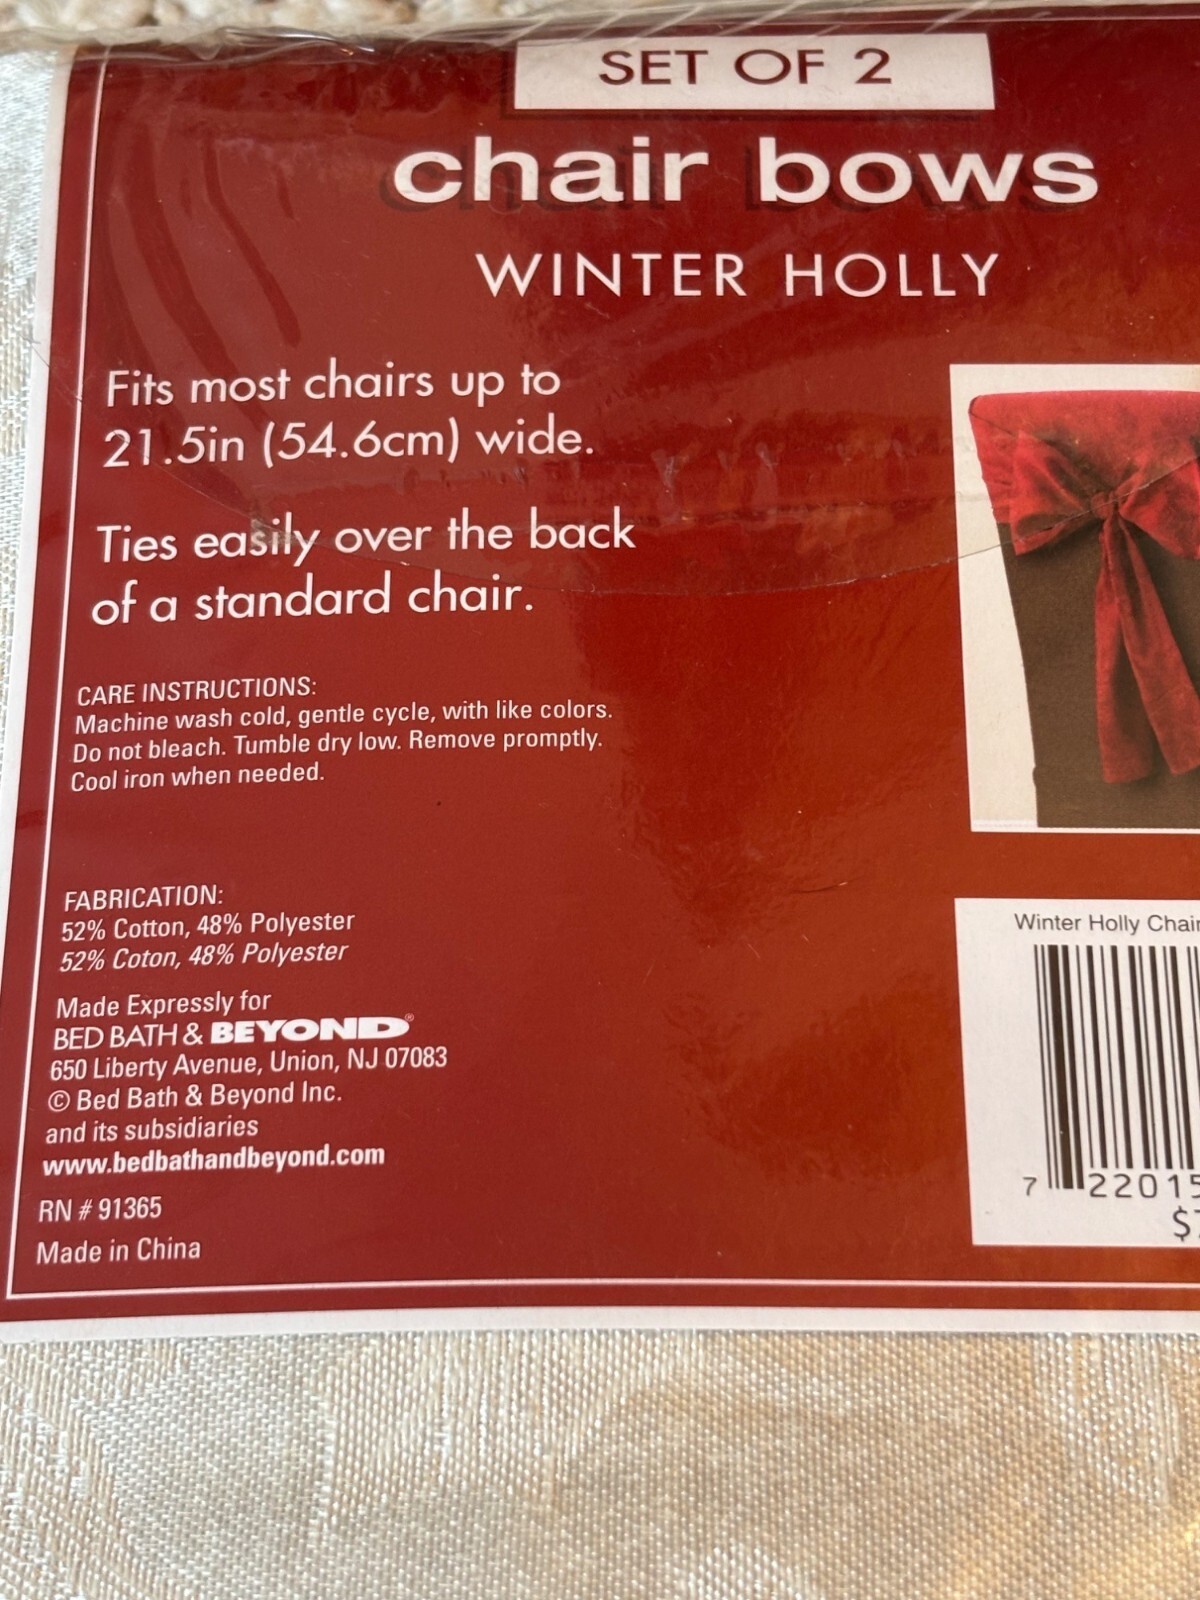 SET OF 2
chair bows
WINTER HOLLY
Fits most chairs up to
21.5in (54.6cm) wide.
Ties easily over the back
of a standard chair.
CARE INSTRUCTIONS:
Machine wash cold, gentle cycle, with like colors.
Do not bleach. Tumble dry low. Remove promptly.
Cool iron when needed.
FABRICATION:
52% Cotton, 48% Polyester
52% Coton, 48% Polyester
Made Expressly for
BED BATH & BEYOND®
650 Liberty Avenue, Union, NJ 07083
© Bed Bath & Beyond Inc.
and its subsidiaries
www.bedbathandbeyond.com
RN # 91365
Made in China
Winter Holly Chair
7 22015
$7